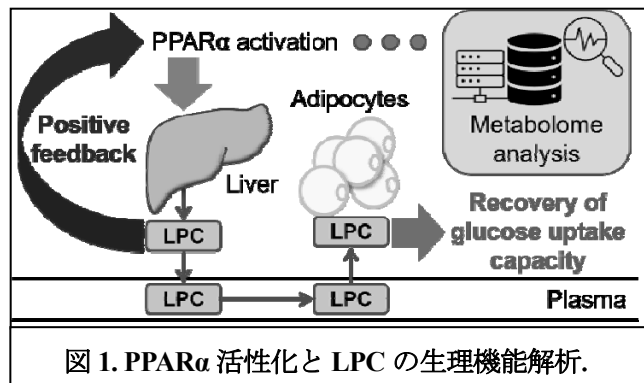 PPARα activation
Positive
feedback
Liver
Adipocytes
Metabolome
analysis
LPC
LPC
Recovery of
glucose uptake
capacity
LPC
LPC
Plasma
図 1. PPARα 活性化と LPC の生理機能解析.